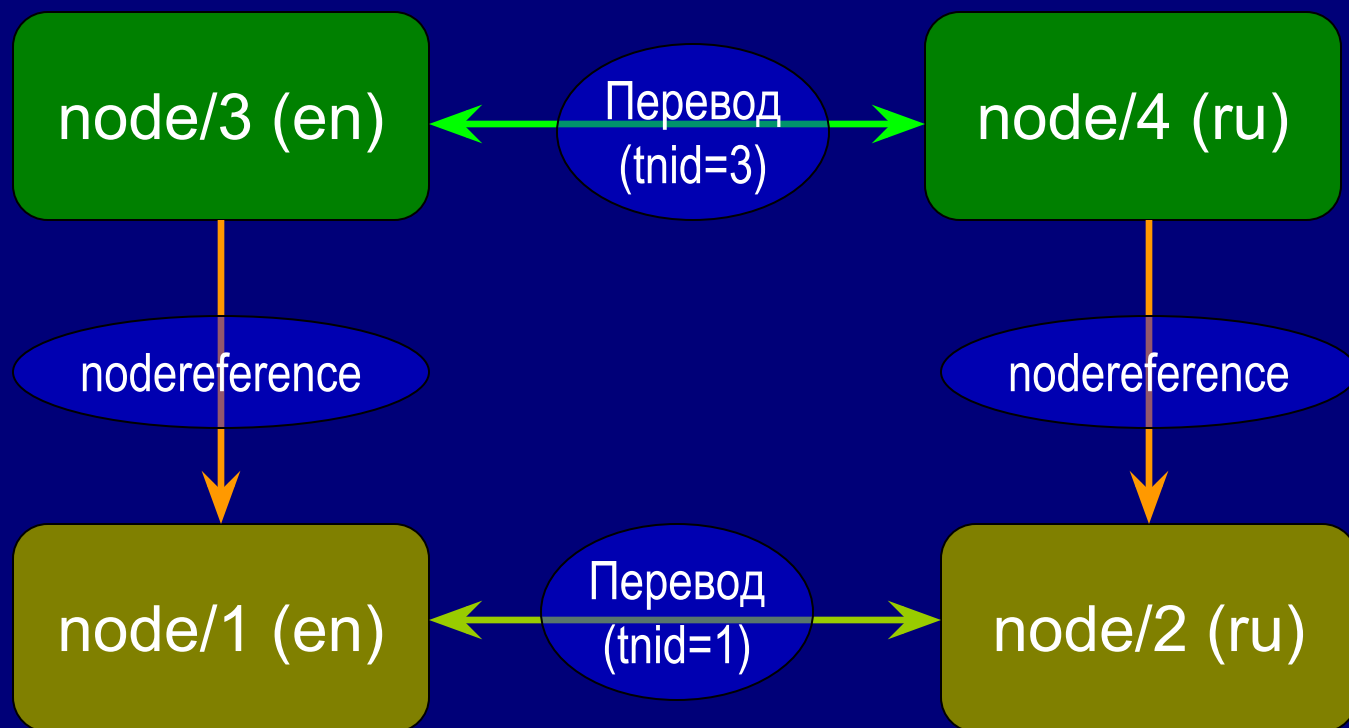 node/3 (en)
Перевод
(tnid=3)
node/4 (ru)
nodereference
nodereference
node/1 (en)
Перевод
(tnid=1)
node/2 (ru)